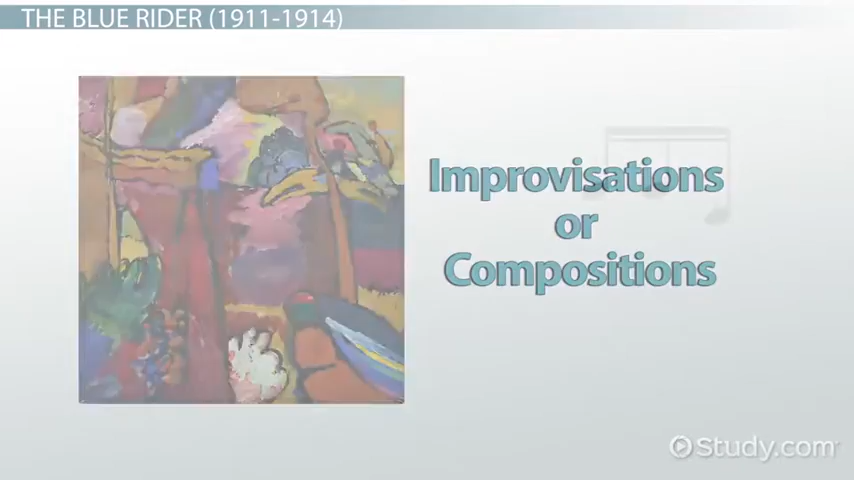 THE BLUE RIDER (1911-1914)
Improvisations
or
Compositions
Study.com